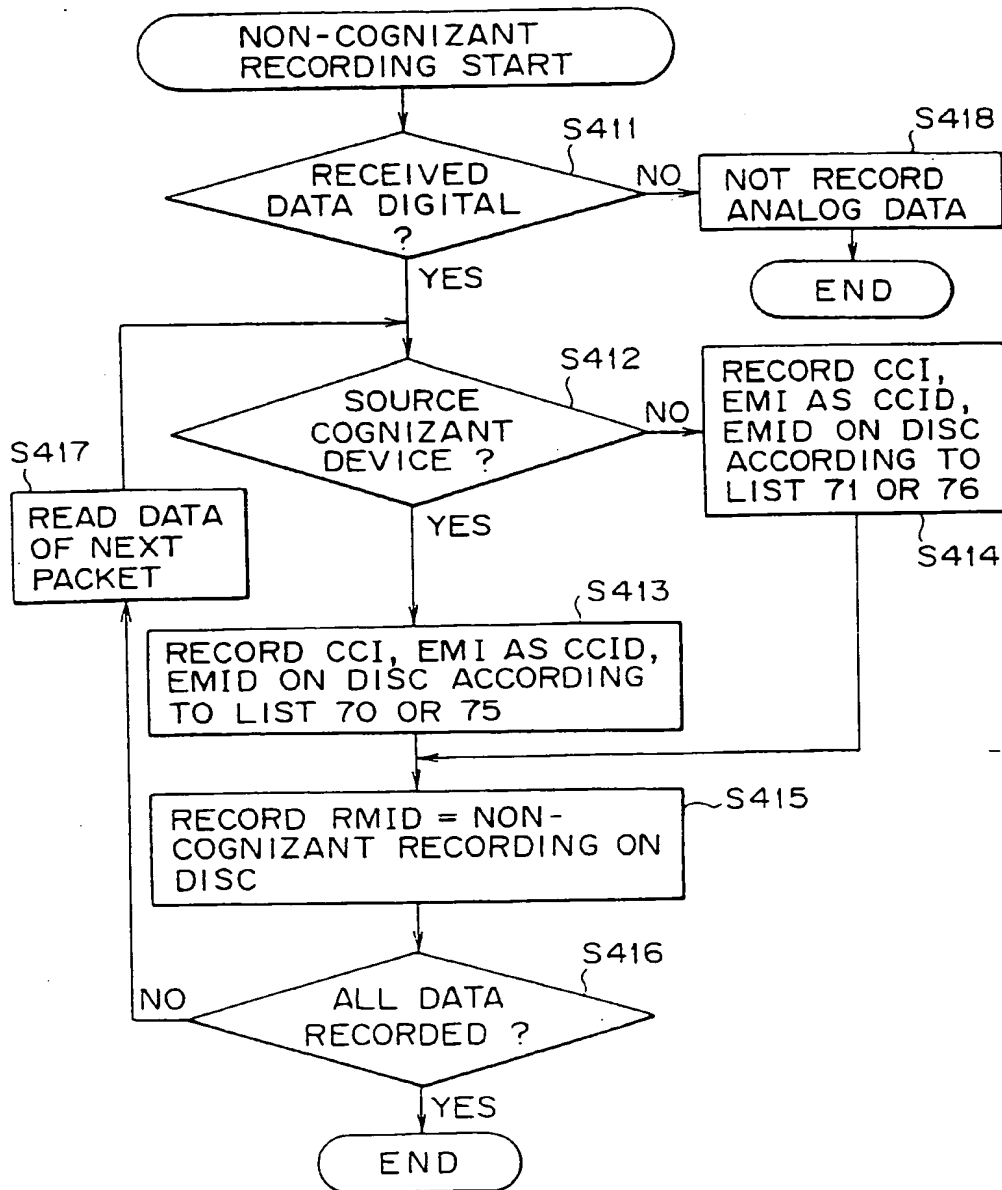 NON-COGNIZANT
RECORDING START
S411
RECEIVED
DATA DIGITAL
?
NO
YES
S418
NOT RECORD
ANALOG DATA
END
S412
SOURCE
COGNIZANT
DEVICE ?
NO
YES
RECORD CCI,
EMI AS CCID,
EMID ON DISC
ACCORDING TO
LIST 71 OR 76
S414
S417
READ DATA
OF NEXT
PACKET
S413
RECORD CCI, EMI AS CCID,
EMID ON DISC ACCORDING
TO LIST 70 OR 75
S415
RECORD RMID = NON-
COGNIZANT RECORDING ON
DISC
S416
ALL DATA
RECORDED ?
NO
YES
END